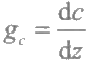 g_c = dc/dz